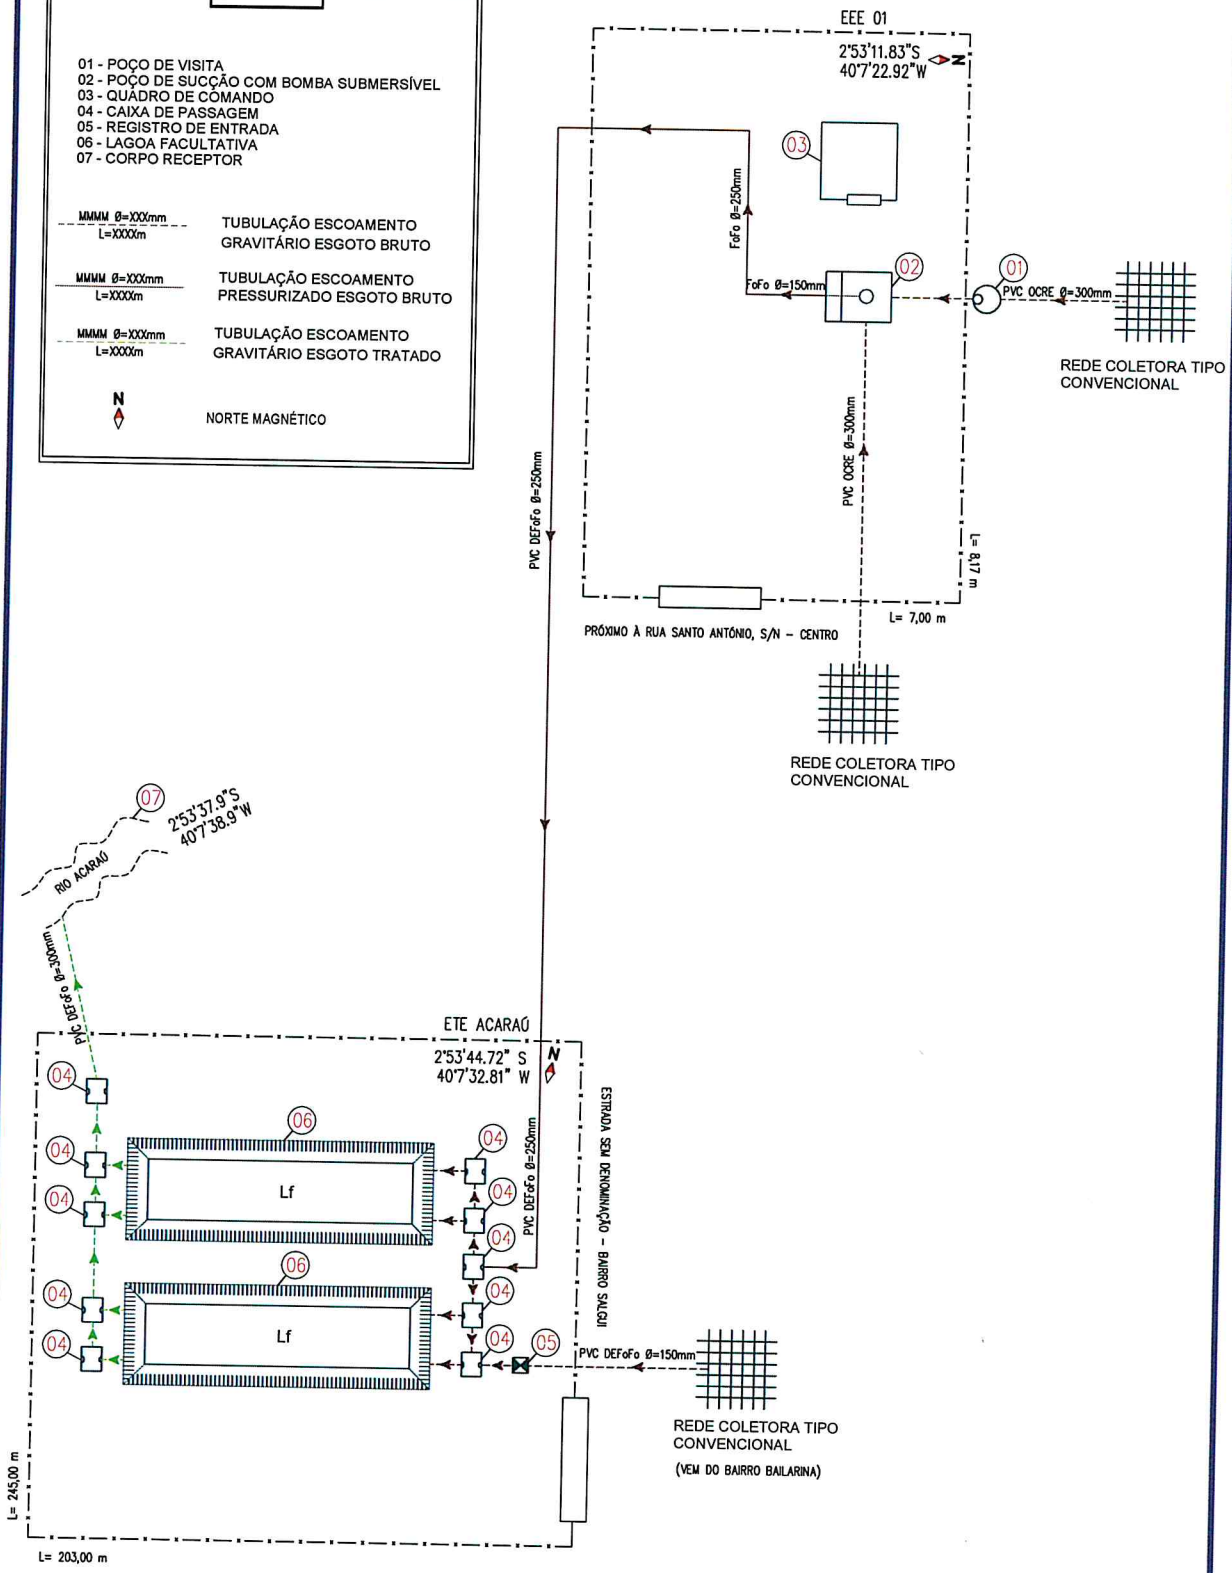 01 - POÇO DE VISITA
02 - POÇO DE SUCÇÃO COM BOMBA SUBMERSÍVEL
03 - QUADRO DE COMANDO
04 - CAIXA DE PASSAGEM
05 - REGISTRO DE ENTRADA
06 - LAGOA FACULTATIVA
07 - CORPO RECEPTOR
MMMM Ø=XXXmm
L=XXXXm
TUBULAÇÃO ESCOAMENTO
GRAVITÁRIO ESGOTO BRUTO
MMMM Ø=XXXmm
L=XXXXm
TUBULAÇÃO ESCOAMENTO
PRESSURIZADO ESGOTO BRUTO
MMMM Ø=XXXmm
L=XXXXm
TUBULAÇÃO ESCOAMENTO
GRAVITÁRIO ESGOTO TRATADO
N
NORTE MAGNÉTICO
EEE 01
2°53'11.83"S
40°7'22.92"W
N
03
FoFo Ø=250mm
FoFo Ø=150mm
02
01
PVC OCRE Ø=300mm
REDE COLETORA TIPO
CONVENCIONAL
PVC OCRE Ø=300mm
PVC DEFoFo Ø=250mm
L= 8,17 m
L= 7,00 m
PRÓXIMO À RUA SANTO ANTÔNIO, S/N - CENTRO
REDE COLETORA TIPO
CONVENCIONAL
07
2°53'37.9"S
40°7'38.9"W
RIO ACARAÚ
PVC DEFoFo Ø=300mm
ETE ACARAÚ
2°53'44.72" S
40°7'32.81" W
N
04
06
04
04
Lf
04
04
PVC DEFoFo Ø=250mm
ESTRADA SEM DENOMINAÇÃO - BAIRRO SALGUI
04
06
04
04
Lf
04
04
05
PVC DEFoFo Ø=150mm
REDE COLETORA TIPO
CONVENCIONAL
(VEM DO BAIRRO BAILARINA)
L= 245,00 m
L= 203,00 m